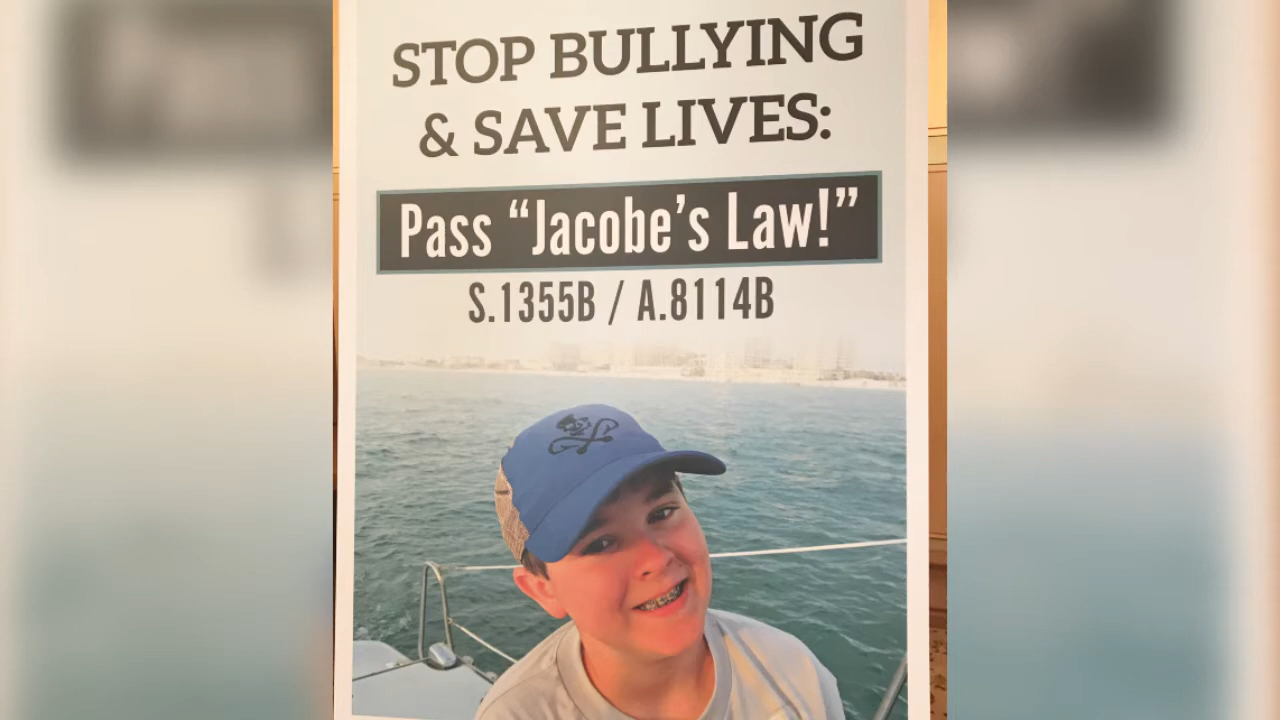 STOP BULLYING
& SAVE LIVES:
Pass “Jacobe’s Law!”
S.1355B / A.8114B